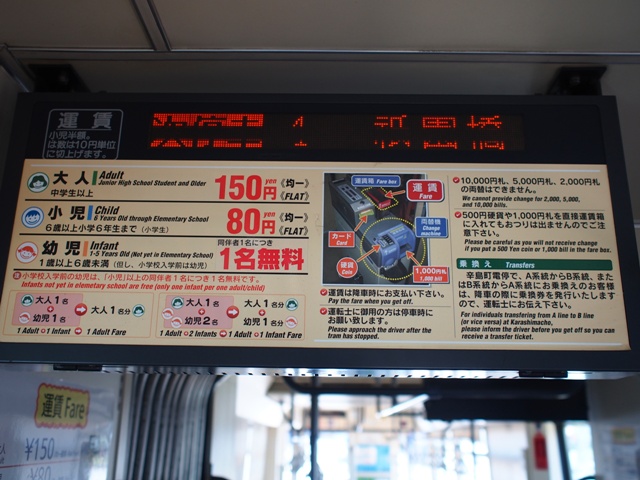 運賃
小児半額。
は数は10円単位
に切上げます。
大人 Adult
Junior High School Student and Older
中学生以上
150円 yen 《均一》 《FLAT》
小児 Child
6 Years Old through Elementary School
6歳以上小学6年生まで(小学生)
80円 yen 《均一》 《FLAT》
幼児 Infant
1-5 Years Old (Not yet in Elementary School)
1歳以上6歳未満(但し、小学校入学前は幼児)
同伴者1名につき
1名無料
注 小学校入学前の幼児は、「小児」以上の同伴者1名につき1名無料です。
Infants not yet in elemetary school are free (only one infant per one adult/child)
大人1名
+
幼児1名
大人1名分
1 Adult + 1 Infant
1 Adult Fare
大人1名
+
幼児2名
大人1名分
+
小児1名分
1 Adult + 2 Infants
1 Adult + 1 Child Fare
運賃箱 Fare box
運賃
Fare
両替機
Change machine
カード
Card
硬貨
Coin
1,000円札
1,000 bill
運賃は降車時にお支払い下さい。
Pay the fare when you get off.
運転士に御用の方は停車時に
お願い致します。
Please approach the driver after the
tram has stopped.
10,000円札、5,000円札、2,000円札
の両替はできません。
We cannot provide change for 2,000, 5,000,
and 10,000 bills.
500円硬貨や1,000円札を直接運賃箱
に入れてもおつりは出ませんのでご注
意下さい。
Please be careful as you will not receive change
if you put a 500 Yen coin or 1,000 bill in the fare box.
乗換え Transfers
辛島町電停で、A系統からB系統、また
はB系統からA系統にお乗換えのお客様
は、降車の際に乗換券を発行いたします
ので、運転士にお伝え下さい。
For individuals transfering from A line to B line
(or vice versa) at Karashimacho,
please inform the driver before you get off so you can
receive a transfer ticket.
運賃 Fare
¥150
¥80